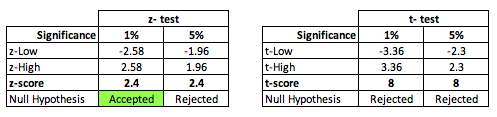 z- test
Significance 1% 5%
z-Low -2.58 -1.96
z-High 2.58 1.96
z-score 2.4 2.4
Null Hypothesis Accepted Rejected
t- test
Significance 1% 5%
t-Low -3.36 -2.3
t-High 3.36 2.3
t-score 8 8
Null Hypothesis Rejected Rejected